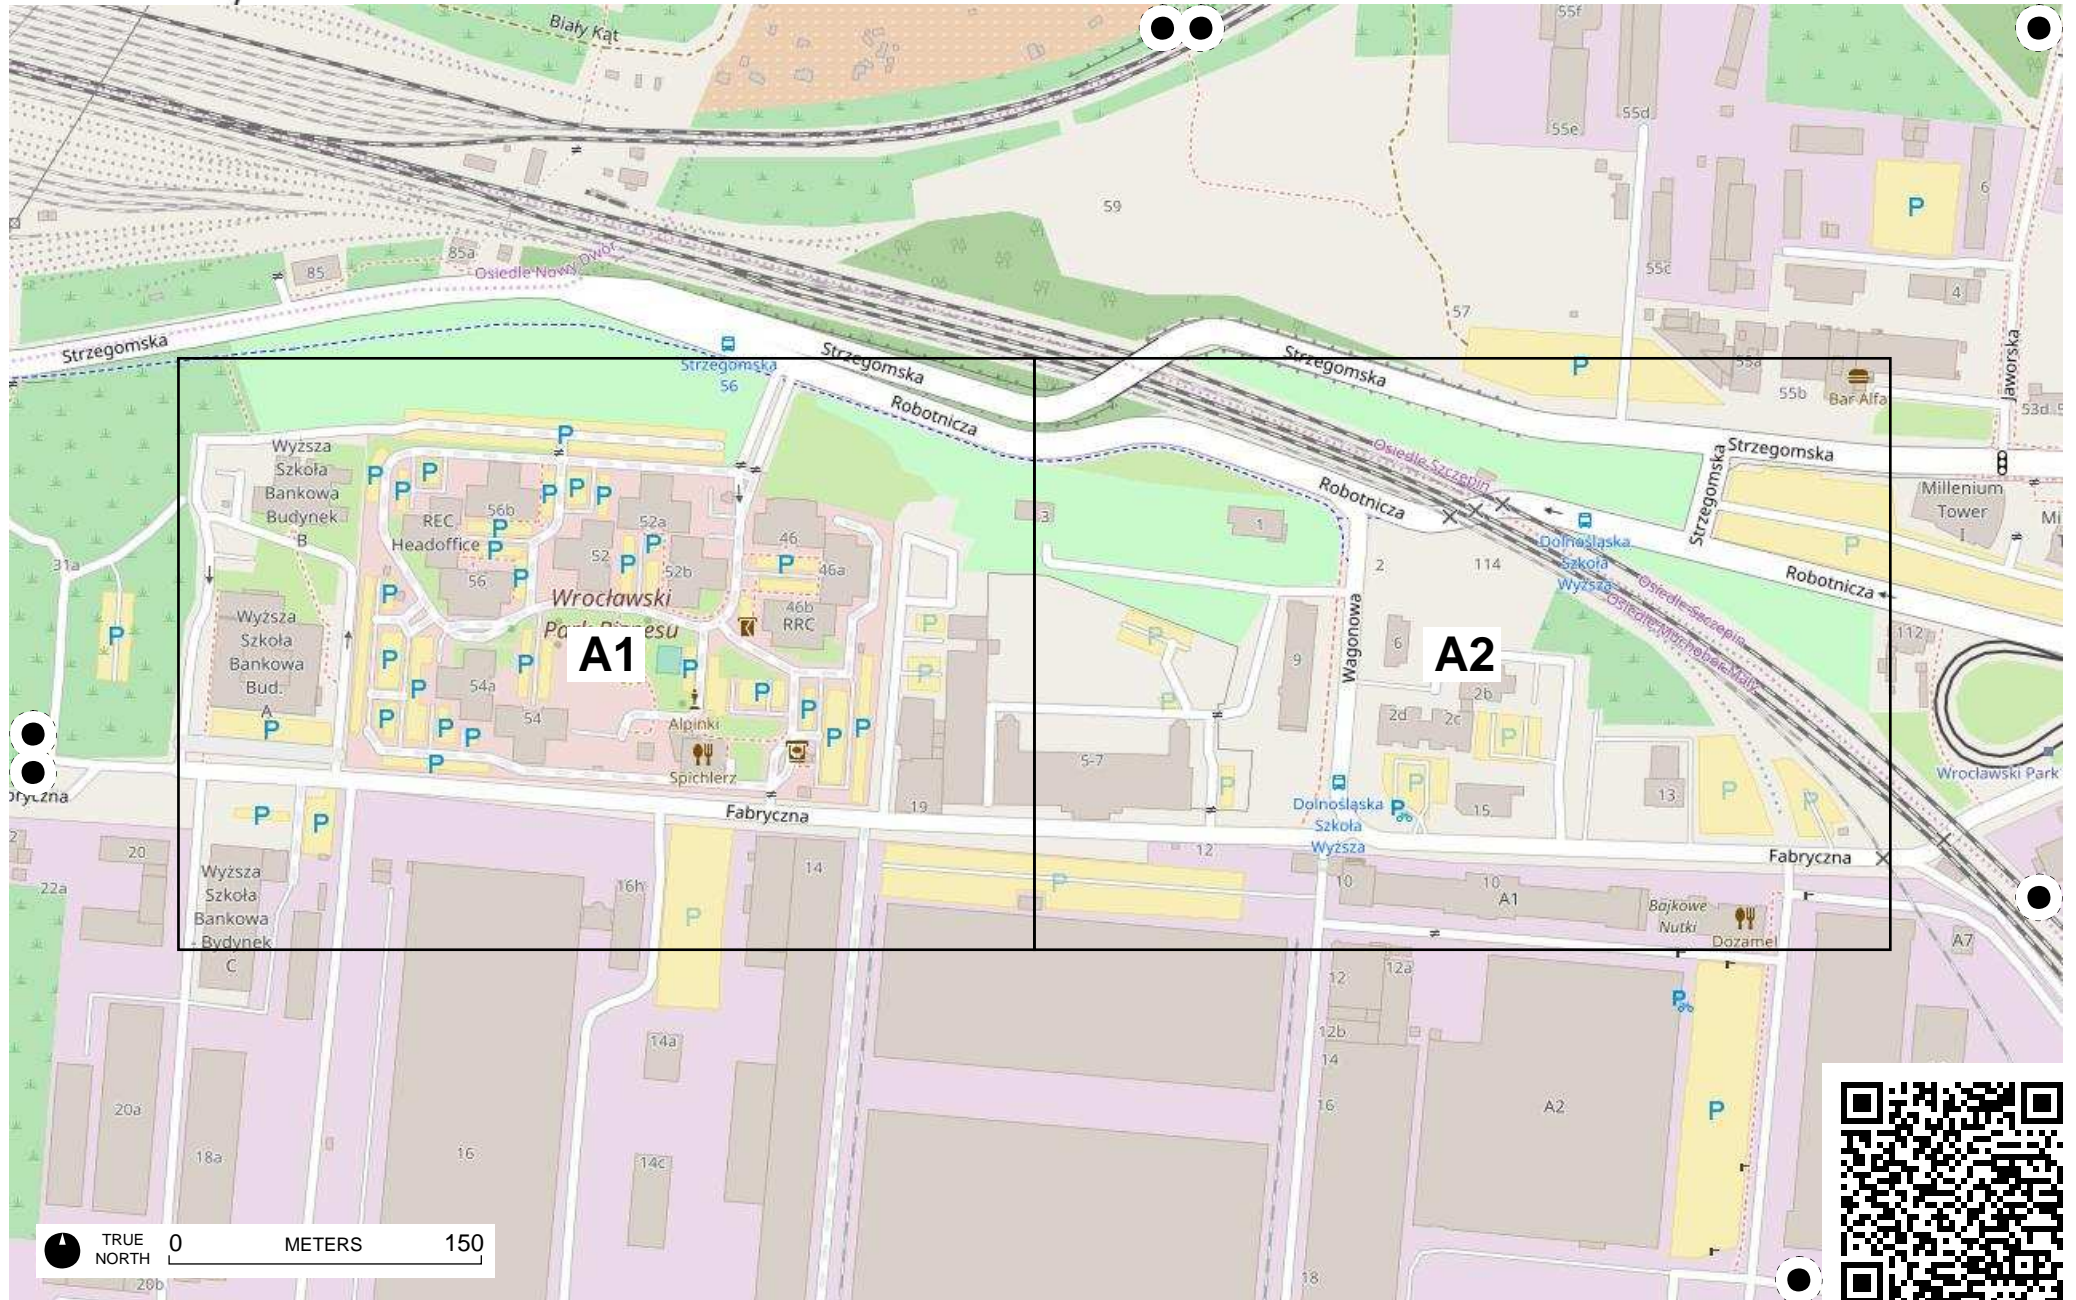 Biały Kąt
55f
55d
55e
59
6
85
85a
Osiedle Nowy Dwór
55c
4
57
Strzegomska
Strzegomska
56
Strzegomska
Strzegomska
Jaworska
55a
55b
Bar Alfa
53d
Robotnicza
Strzegomska
Osiedle Szczepin
Robotnicza
Strzegomska
Millenium
Tower
I
Wyższa
Szkoła
Bankowa
Budynek
B
REC
Headoffice
56b
52a
46
46a
52
52b
56
46b
RRC
3
1
2
114
Dolnośląska
Szkoła
Wyższa
Robotnicza
31a
Wrocławski
Park Biznesu
Wyższa
Szkoła
Bankowa
Bud.
A
Osiedle Szczepin
Osiedle Muchobór Mały
112
A1
A2
Wagonowa
9
6
2b
2c
2d
54a
54
Alpinki
Spichlerz
5-7
13
15
19
Wrocławski Park
Dolnośląska
Szkoła
Wyższa
Fabryczna
Fabryczna
12
20
22a
14
16h
Wyższa
Szkoła
Bankowa
- Bydynek
C
10
10
A1
Bajkowe
Nutki
Dozamel
A7
12
12a
12b
14
14a
16
A2
20a
18a
16
14c
18
20b
TRUE
NORTH
0 METERS 150